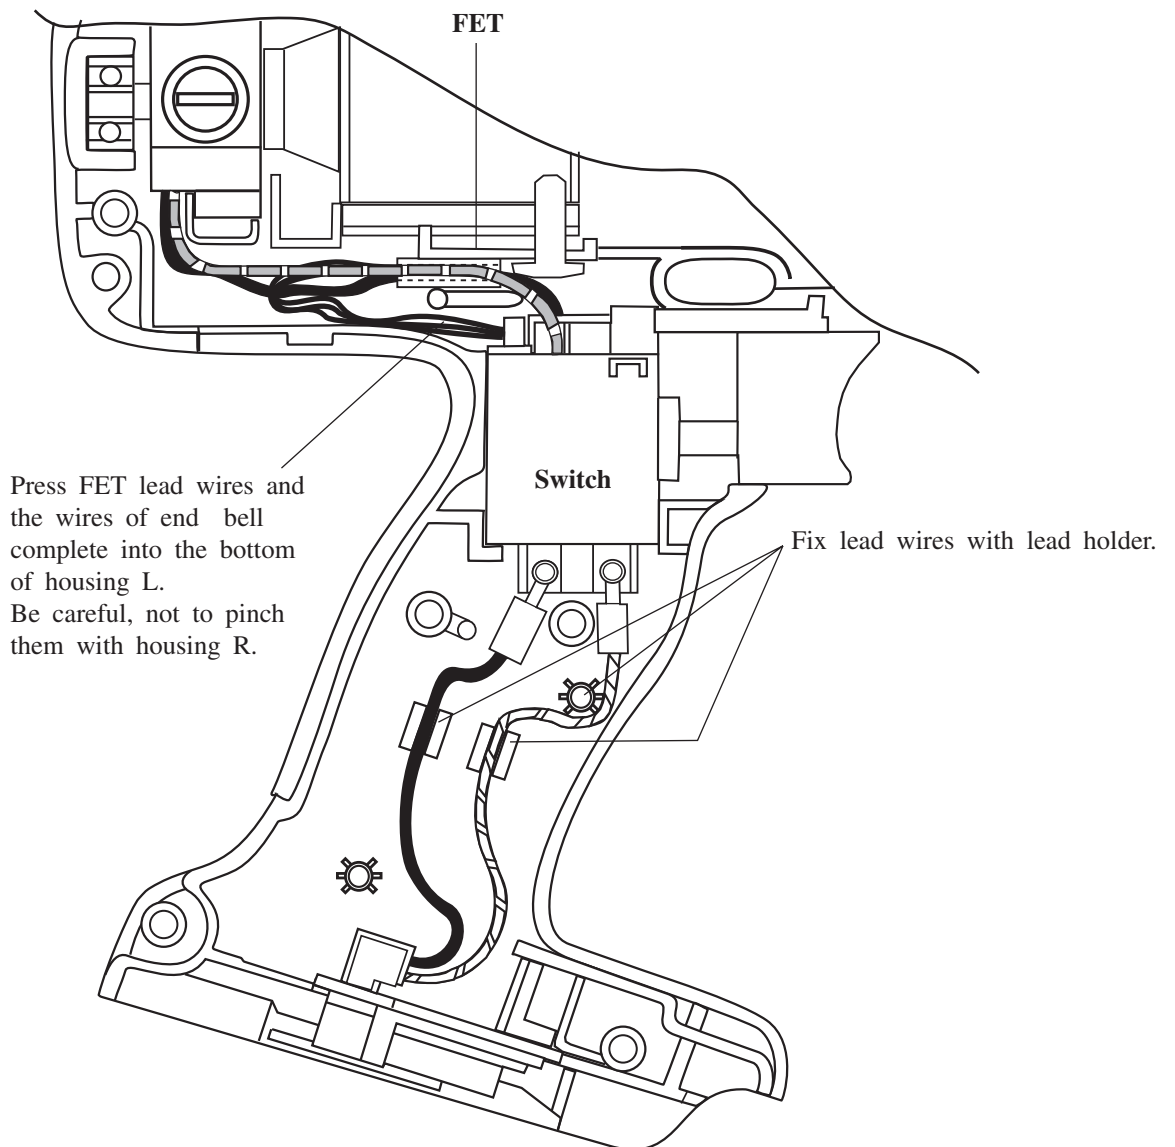 FET
Switch
Press FET lead wires and
the wires of end bell
complete into the bottom
of housing L.
Be careful, not to pinch
them with housing R.
Fix lead wires with lead holder.